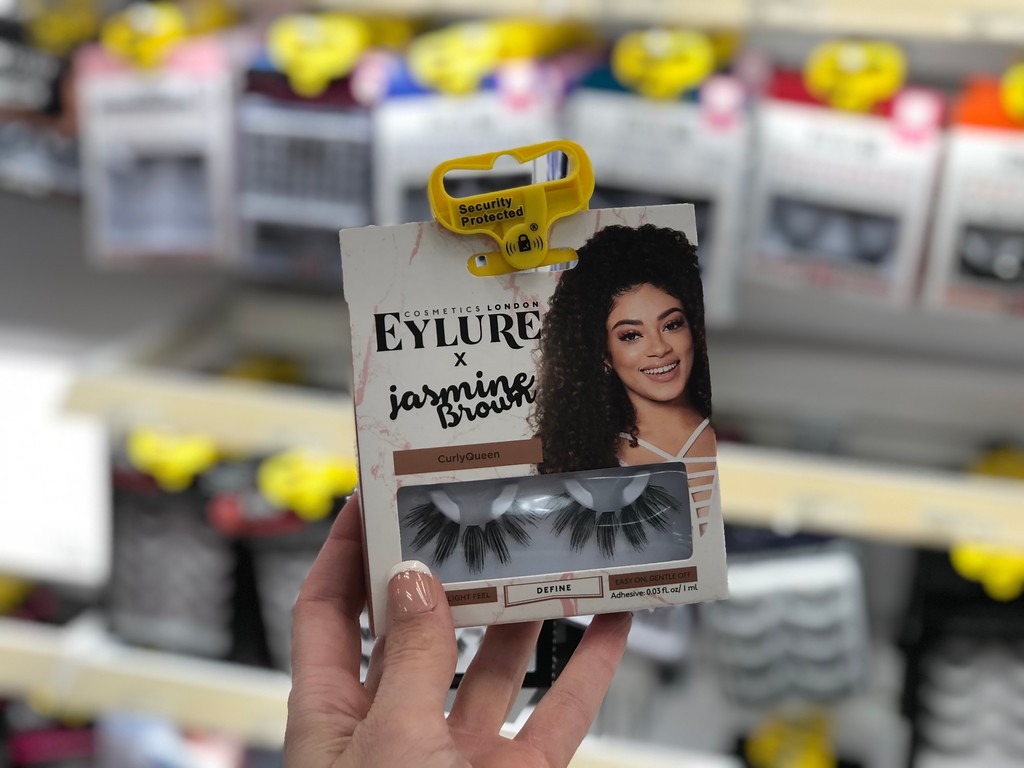 Security
Protected
®
COSMETICS LONDON
EYLURE
x
jasmine
Brown
CurlyQueen
LIGHT FEEL
DEFINE
EASY ON, GENTLE OFF
Adhesive: 0.03 fl.oz/ 1 ml